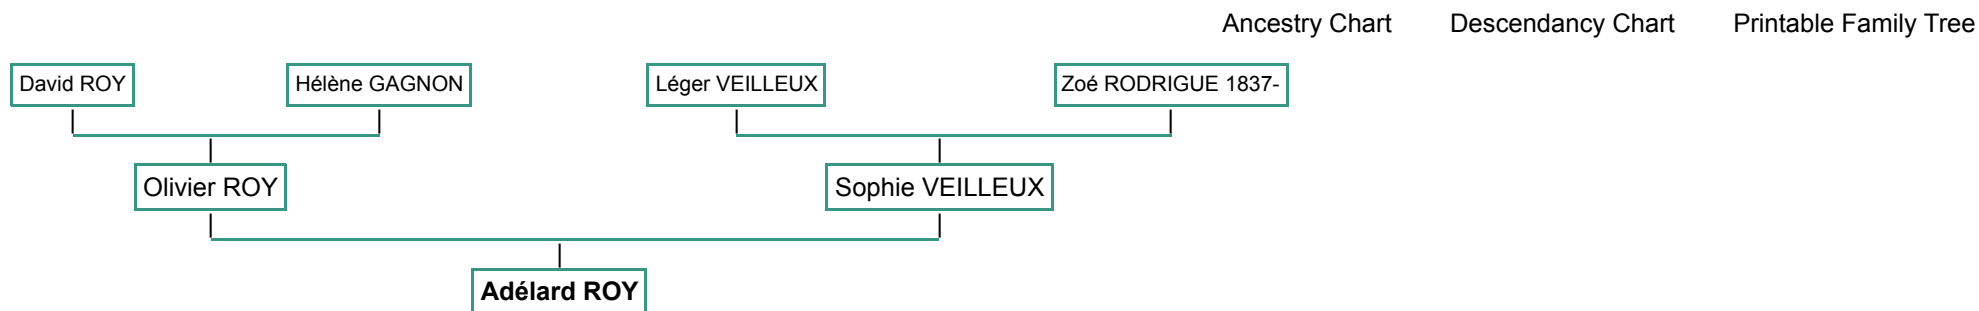 Ancestry Chart Descendancy Chart Printable Family Tree
David ROY Hélène GAGNON Léger VEILLEUX Zoé RODRIGUE 1837-
Olivier ROY Sophie VEILLEUX
Adélard ROY